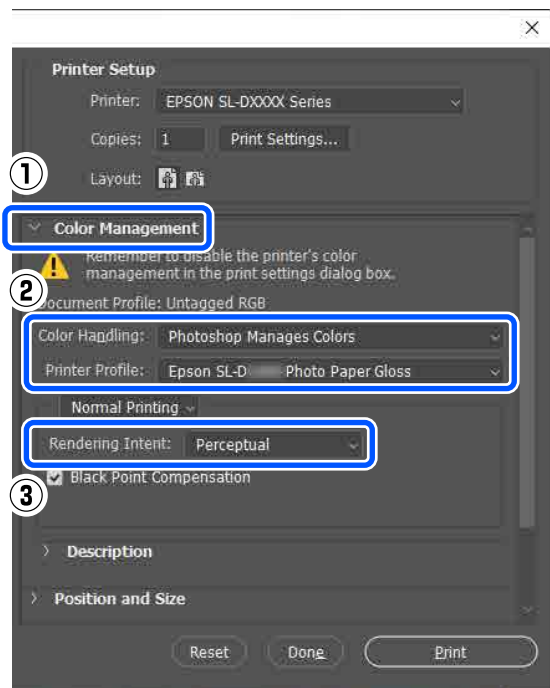 Printer Setup
Printer: EPSON SL-DXXXX Series
Copies: 1 Print Settings...
① Layout:
Color Management
Remember to disable the printer's color
management in the print settings dialog box.
②
Document Profile: Untagged RGB
Color Handling: Photoshop Manages Colors
Printer Profile: Epson SL-D Photo Paper Gloss
Normal Printing
Rendering Intent: Perceptual
③ Black Point Compensation
Description
Position and Size
Reset Done Print